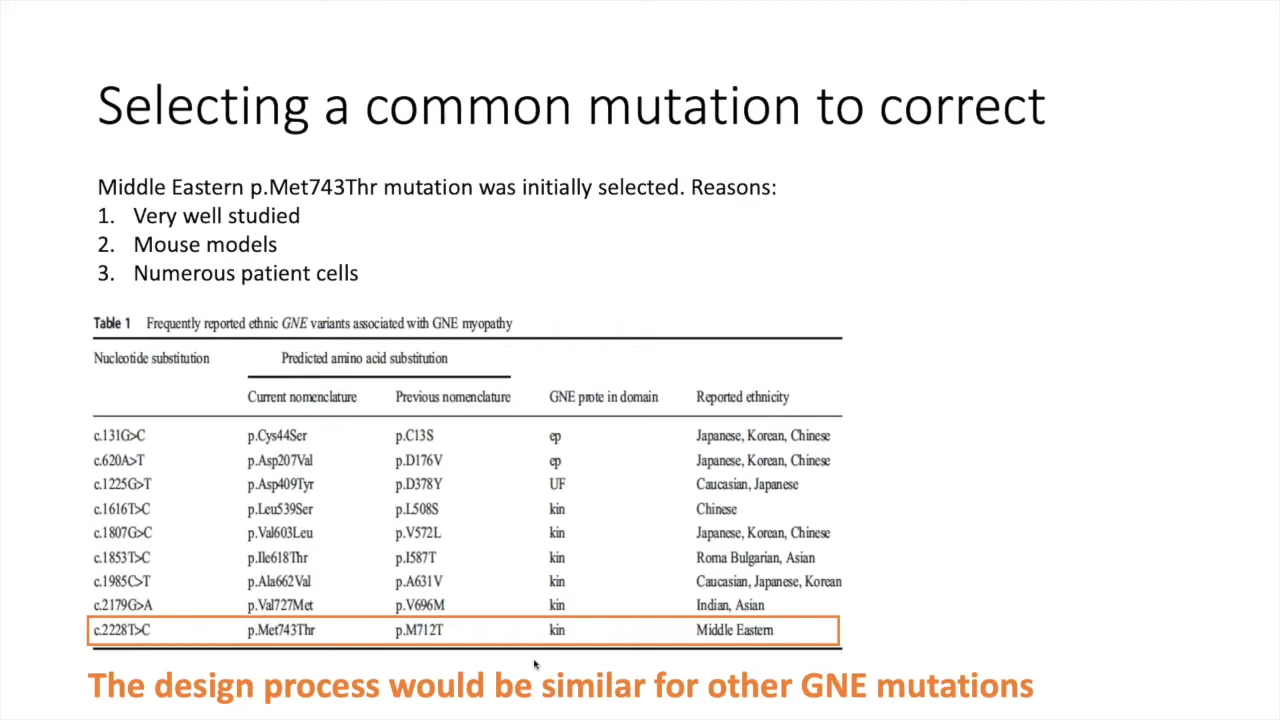 Selecting a common mutation to correct
Middle Eastern p.Met743Thr mutation was initially selected. Reasons:
1. Very well studied
2. Mouse models
3. Numerous patient cells
Table 1 Frequently reported ethnic GNE variants associated with GNE myopathy
Nucleotide substitution Predicted amino acid substitution
Current nomenclature Previous nomenclature GNE prote in domain Reported ethnicity
c.131G>C p.Cys44Ser p.C13S ep Japanese, Korean, Chinese
c.620A>T p.Asp207Val p.D176V ep Japanese, Korean, Chinese
c.1225G>T p.Asp409Tyr p.D378Y UF Caucasian, Japanese
c.1616T>C p.Leu539Ser p.L508S kin Chinese
c.1807G>C p.Val603Leu p.V572L kin Japanese, Korean, Chinese
c.1853T>C p.Ile618Thr p.I587T kin Roma Bulgarian, Asian
c.1985C>T p.Ala662Val p.A631V kin Caucasian, Japanese, Korean
c.2179G>A p.Val727Met p.V696M kin Indian, Asian
c.2228T>C p.Met743Thr p.M712T kin Middle Eastern
The design process would be similar for other GNE mutations